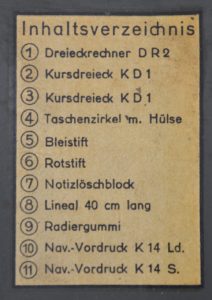 Inhaltsverzeichnis
① Dreieckrechner DR2
② Kursdreieck KD1
③ Kursdreieck KD1
④ Taschenzirkel m. Hülse
⑤ Bleistift
⑥ Rotstift
⑦ Notizlöschblock
⑧ Lineal 40 cm lang
⑨ Radiergummi
⑩ Nav.-Vordruck K 14 Ld.
⑪ Nav.-Vordruck K 14 S.